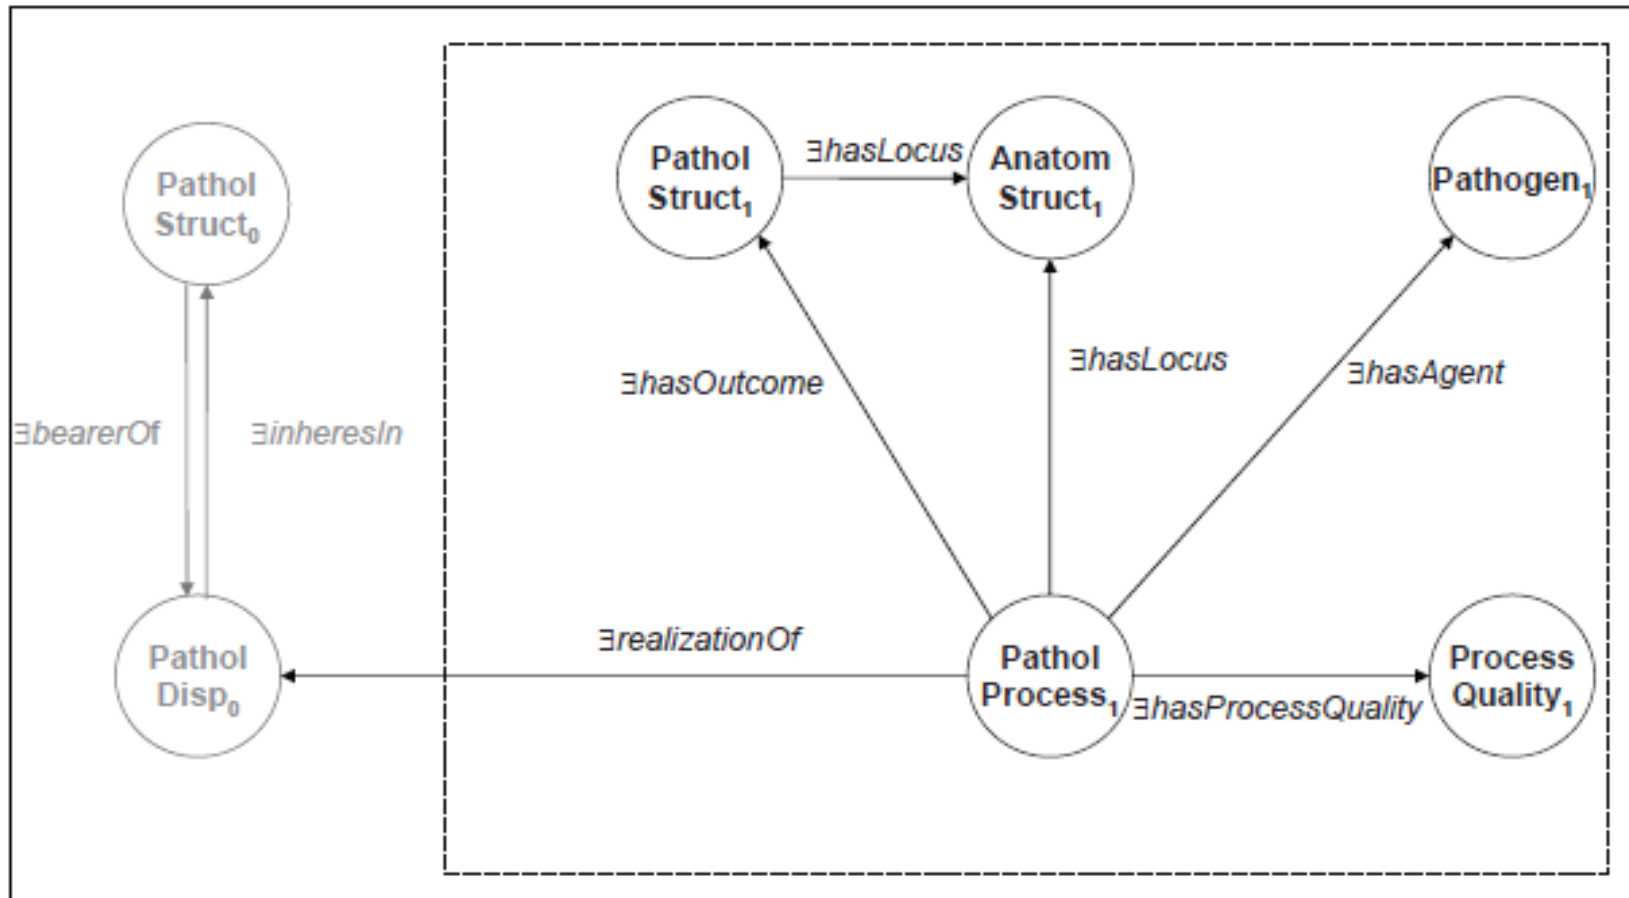 Pathol
Struct₀
∃bearerOf
∃inheresIn
Pathol
Disp₀
Pathol
Struct₁
∃hasLocus
Anatom
Struct₁
Pathogen₁
∃hasOutcome
∃hasLocus
∃hasAgent
∃realizationOf
Pathol
Process₁
∃hasProcessQuality
Process
Quality₁